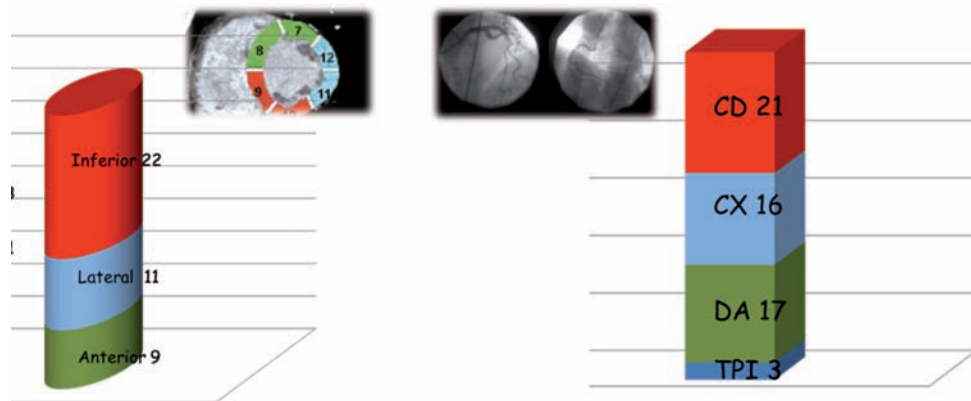 7
8
12
9
11
Inferior 22
Lateral 11
Anterior 9
CD 21
CX 16
DA 17
TPI 3